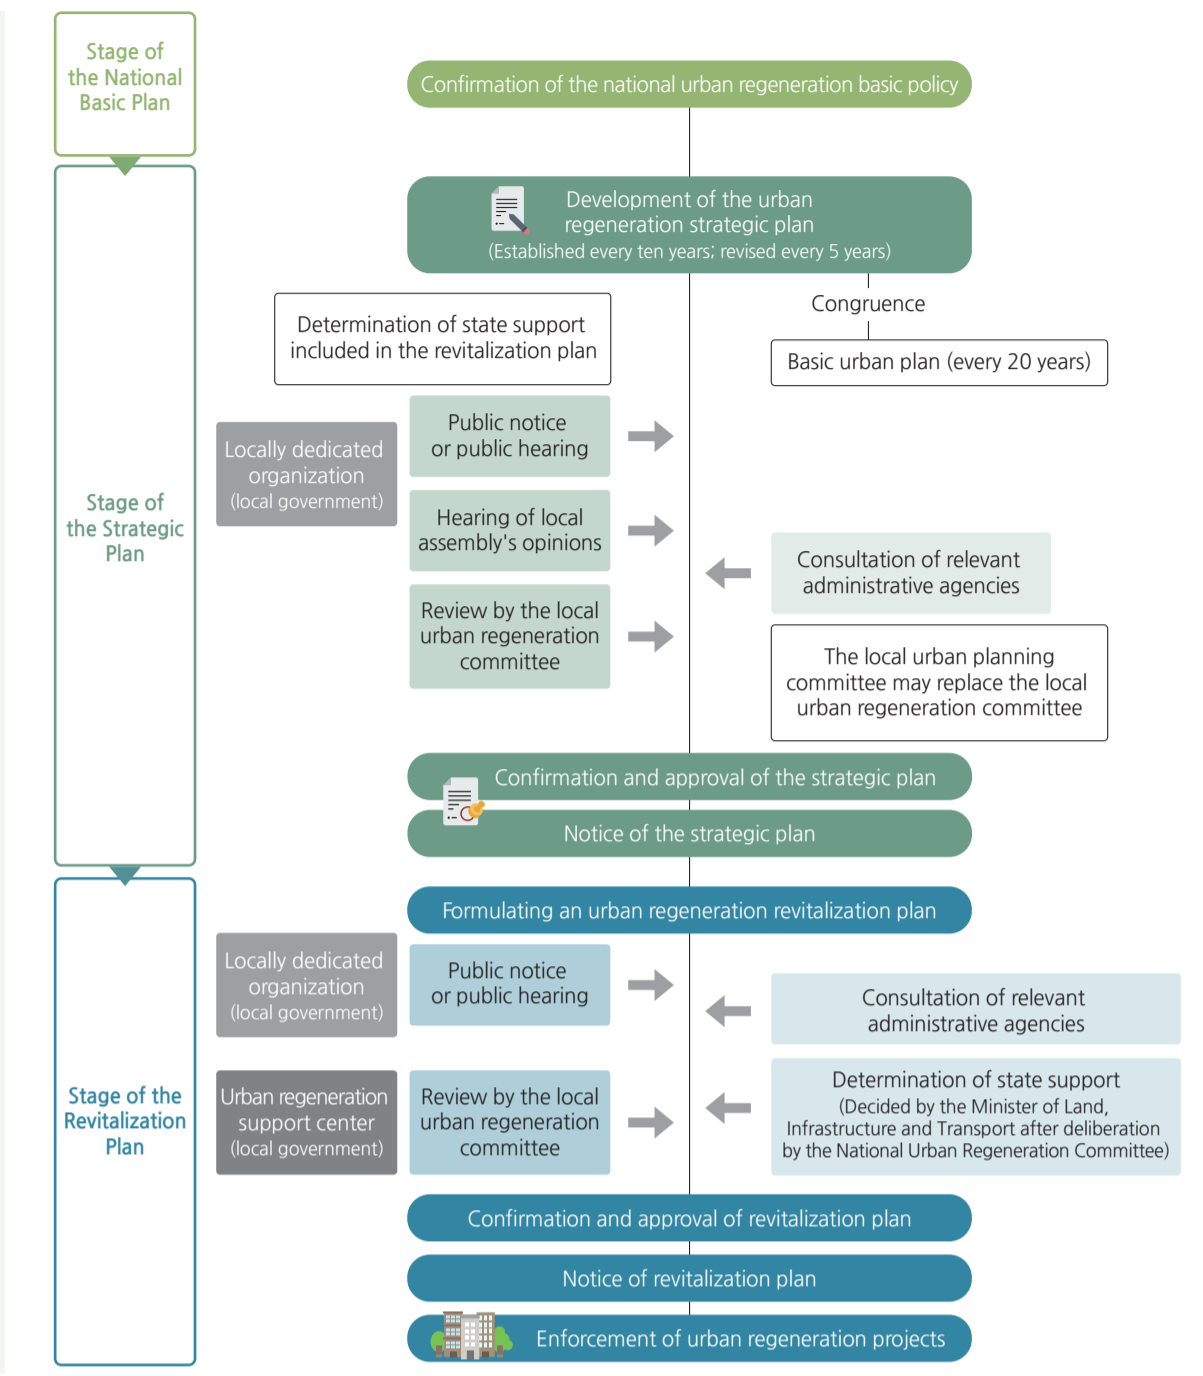 Stage of
the National
Basic Plan
Confirmation of the national urban regeneration basic policy
Development of the urban
regeneration strategic plan
(Established every ten years; revised every 5 years)
Determination of state support
included in the revitalization plan
Congruence
Basic urban plan (every 20 years)
Stage of
the Strategic
Plan
Locally dedicated
organization
(local government)
Public notice
or public hearing
Hearing of local
assembly's opinions
Review by the local
urban regeneration
committee
Consultation of relevant
administrative agencies
The local urban planning
committee may replace the local
urban regeneration committee
Confirmation and approval of the strategic plan
Notice of the strategic plan
Stage of the
Revitalization
Plan
Formulating an urban regeneration revitalization plan
Locally dedicated
organization
(local government)
Public notice
or public hearing
Consultation of relevant
administrative agencies
Urban regeneration
support center
(local government)
Review by the local
urban regeneration
committee
Determination of state support
(Decided by the Minister of Land,
Infrastructure and Transport after deliberation
by the National Urban Regeneration Committee)
Confirmation and approval of revitalization plan
Notice of revitalization plan
Enforcement of urban regeneration projects